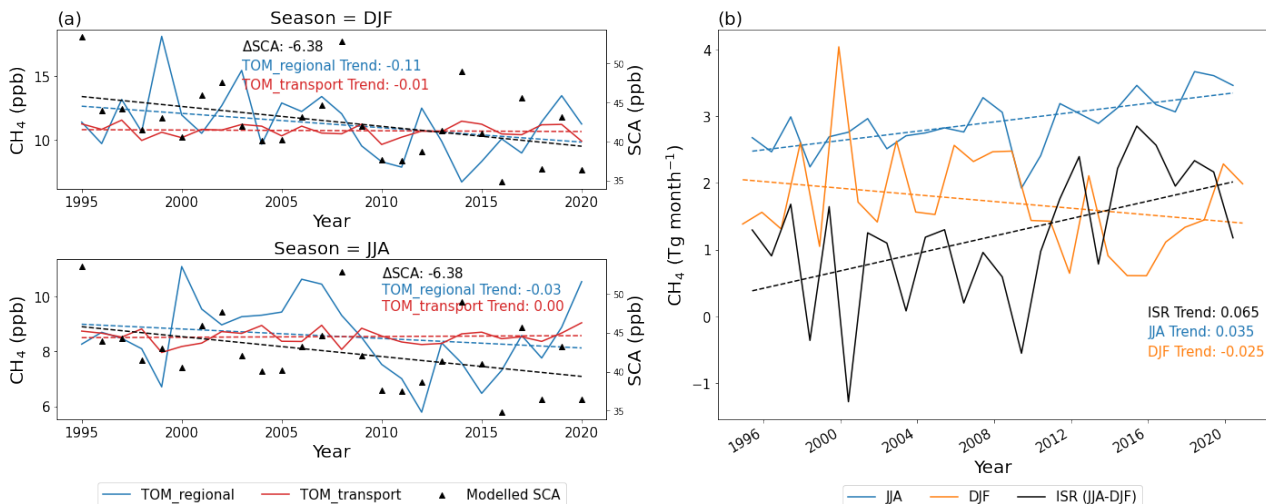 (a)
Season = DJF
CH₄ (ppb)
15
10
ΔSCA: -6.38
TOM_regional Trend: -0.11
TOM_transport Trend: -0.01
50
45
40
35
SCA (ppb)
1995
2000
2005
2010
2015
2020
Year
Season = JJA
CH₄ (ppb)
10
8
6
ΔSCA: -6.38
TOM_regional Trend: -0.03
TOM_transport Trend: 0.00
50
45
40
35
SCA (ppb)
1995
2000
2005
2010
2015
2020
Year
TOM_regional
TOM_transport
Modelled SCA
(b)
CH₄ (Tg month⁻¹)
4
3
2
1
0
−1
ISR Trend: 0.065
JJA Trend: 0.035
DJF Trend: -0.025
1996
2000
2004
2008
2012
2016
2020
Year
JJA
DJF
ISR (JJA-DJF)